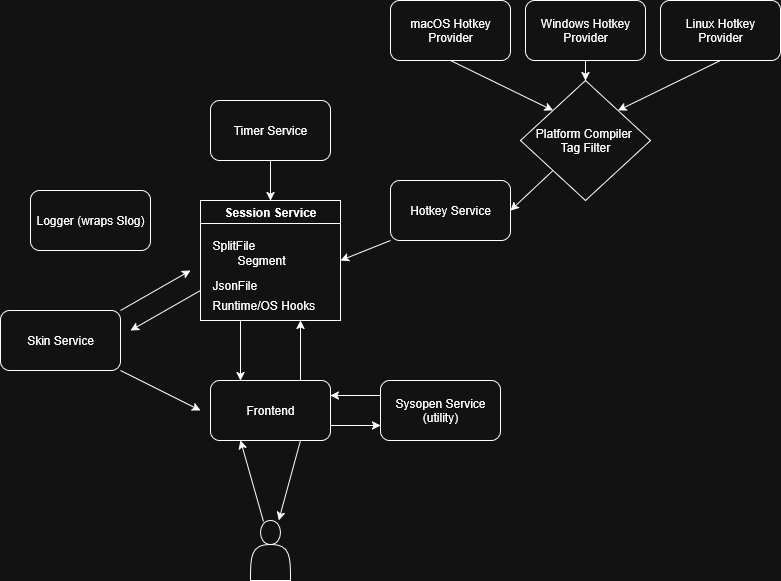 macOS Hotkey
Provider
Windows Hotkey
Provider
Linux Hotkey
Provider
Platform Compiler
Tag Filter
Timer Service
Hotkey Service
Logger (wraps Slog)
Session Service
SplitFile
Segment
JsonFile
Runtime/OS Hooks
Skin Service
Frontend
Sysopen Service
(utility)